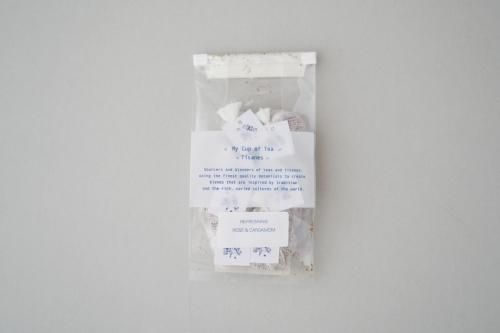 My Cup of Tea
Tisanes
Sourcers and blenders of teas and tisanes,
using the finest quality botanicals to create
blends that are inspired by tradition
and the rich, varied cultures of the world.
REFRESHING
ROSE & CARDAMOM